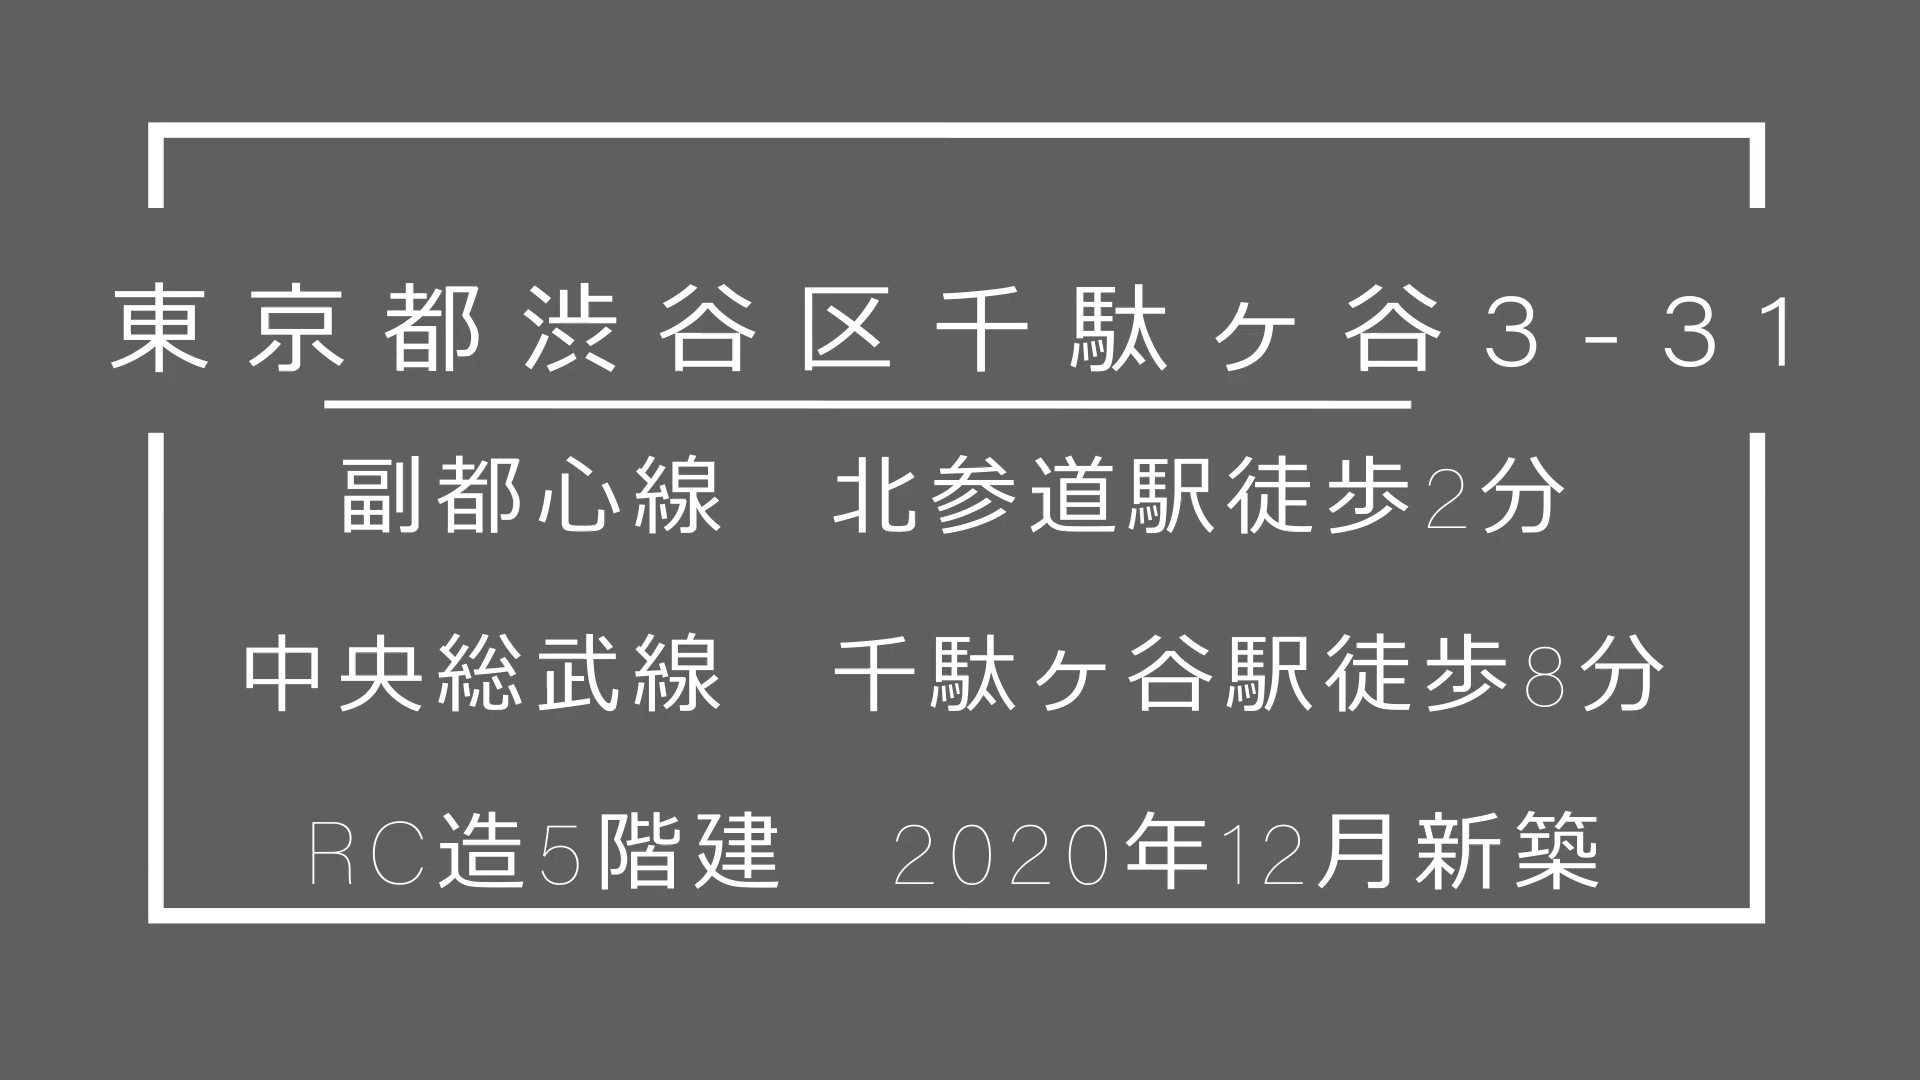 東京都渋谷区千駄ヶ谷3-31
副都心線　北参道駅徒歩2分
中央総武線　千駄ヶ谷駅徒歩8分
RC造5階建　2020年12月新築